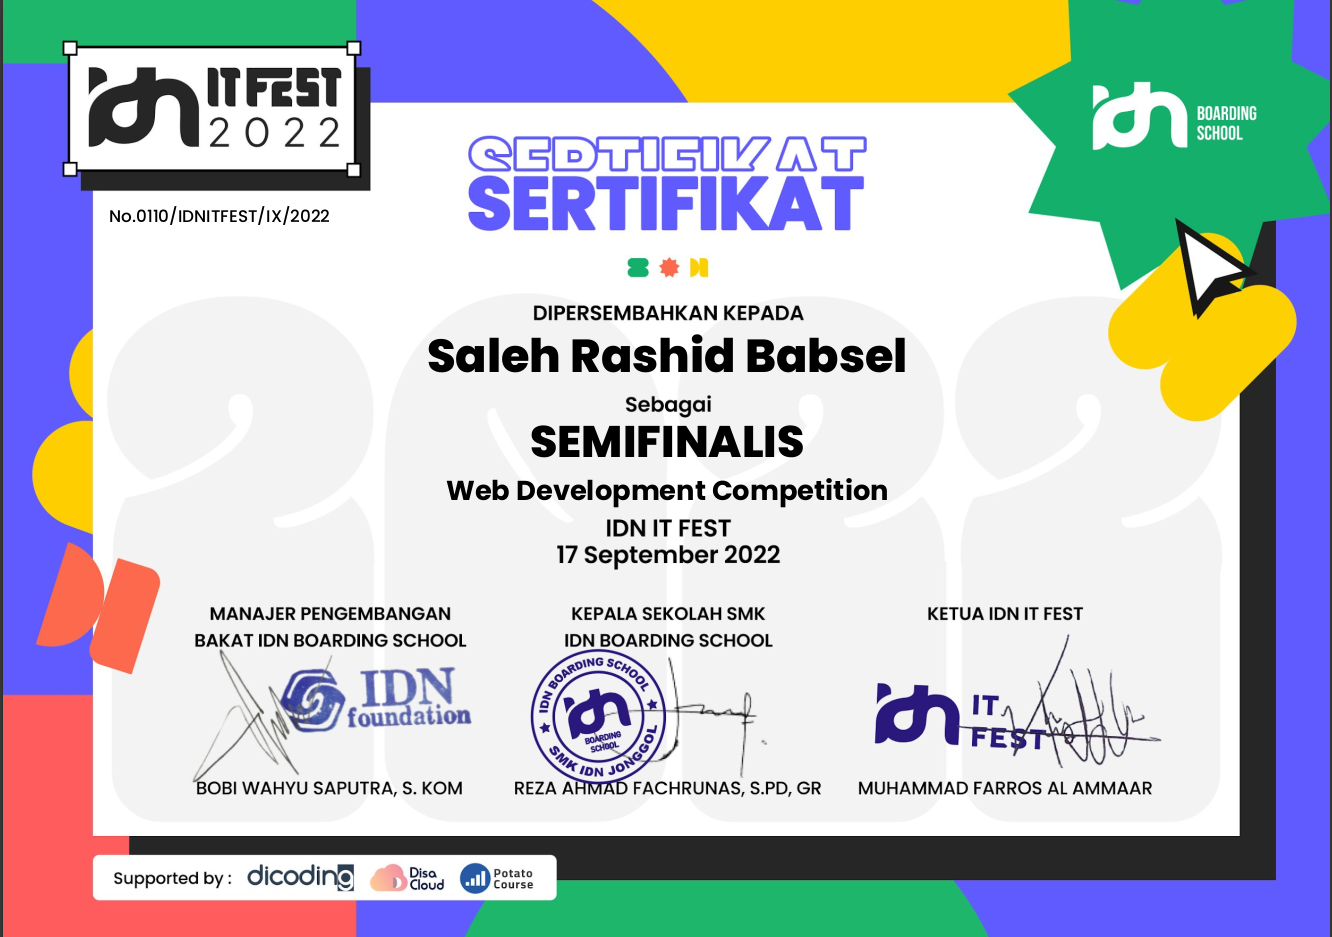 idn IT FEST
2022
idn BOARDING
SCHOOL
SERTIFIKAT
SERTIFIKAT
No.0110/IDNITFEST/IX/2022
DIPERSEMBAHKAN KEPADA
Saleh Rashid Babsel
Sebagai
SEMIFINALIS
Web Development Competition
IDN IT FEST
17 September 2022
2022
MANAJER PENGEMBANGAN
BAKAT IDN BOARDING SCHOOL
IDN
foundation
BOBI WAHYU SAPUTRA, S. KOM
KEPALA SEKOLAH SMK
IDN BOARDING SCHOOL
IDN BOARDING SCHOOL
idn
BOARDING
SCHOOL
SMK IDN JONGGOL
REZA AHMAD FACHRUNAS, S.PD, GR
KETUA IDN IT FEST
idn IT
FEST
MUHAMMAD FARROS AL AMMAAR
Supported by : dicoding Disa
Cloud
Potato
Course